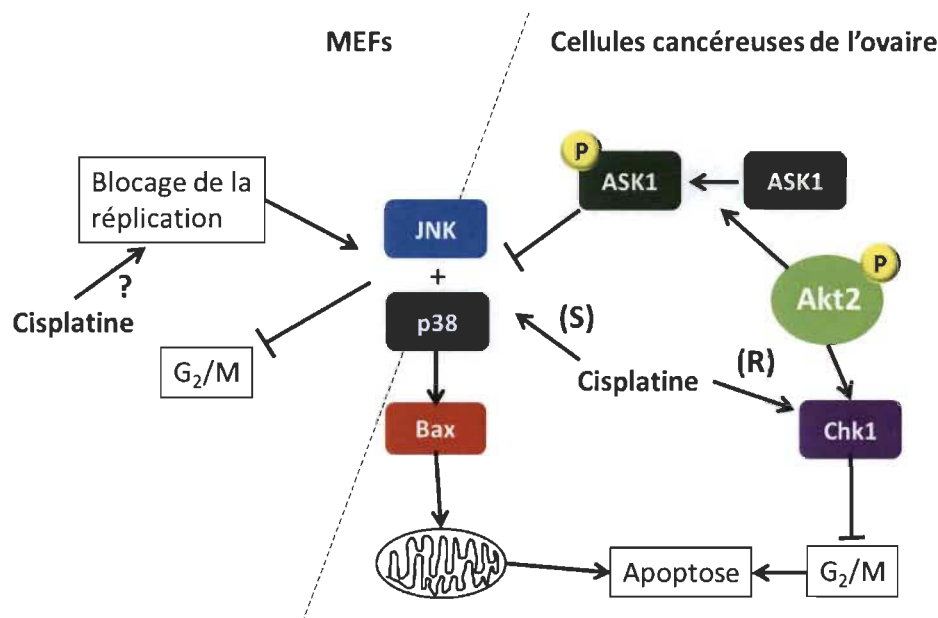 MEFs
Cellules cancéreuses de l'ovaire
P
ASK1
ASK1
Blocage de la
réplication
JNK
P
Akt2
+
?
Cisplatine
p38
(S)
(R)
G₂/M
Cisplatine
Bax
Chk1
Apoptose
G₂/M